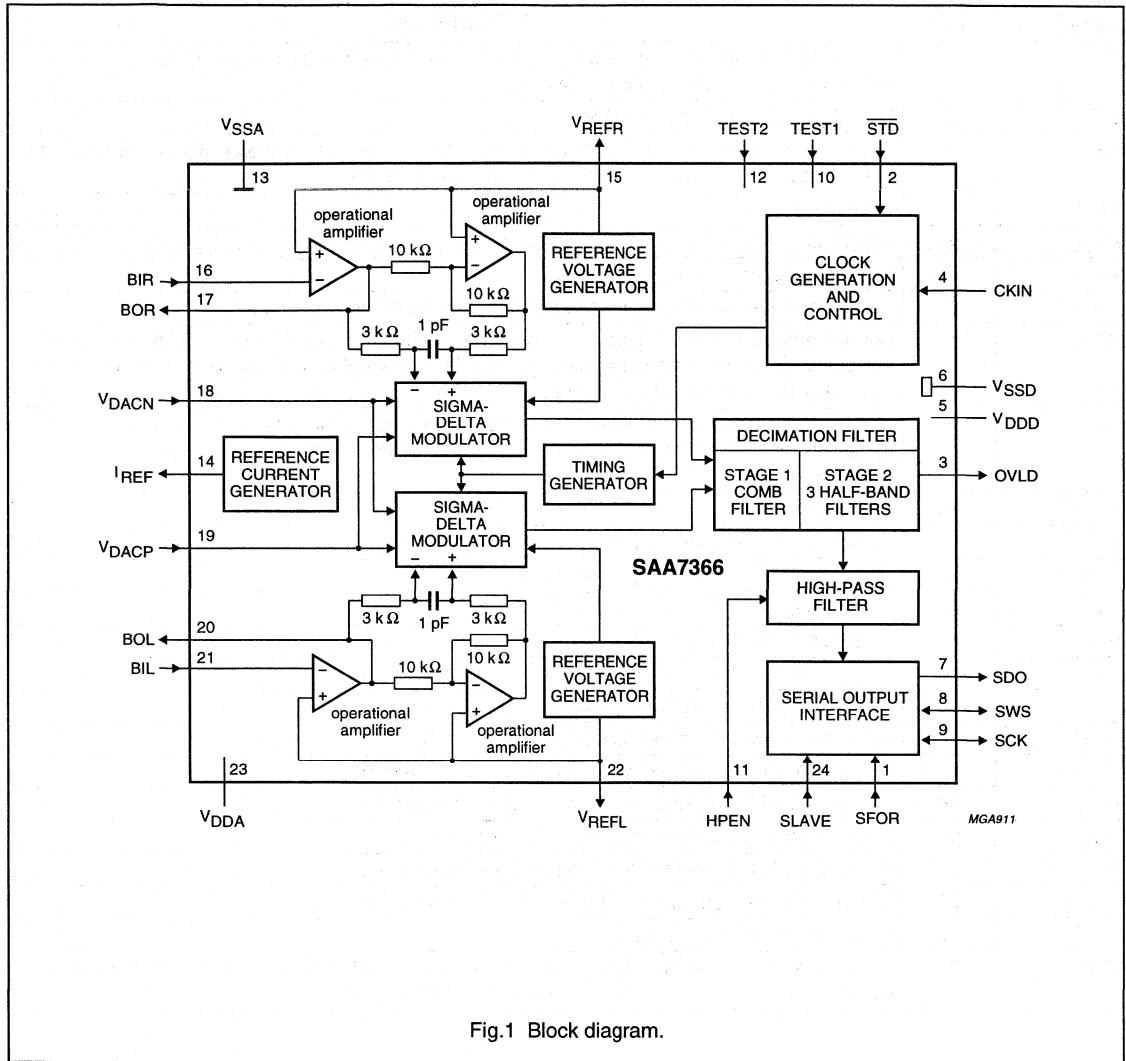 VSSA
VREFR
TEST2
TEST1
STD
13
15
12
10
2
operational
amplifier
operational
amplifier
+
−
10 kΩ
+
−
10 kΩ
REFERENCE
VOLTAGE
GENERATOR
CLOCK
GENERATION
AND
CONTROL
BIR
16
BOR
17
4
CKIN
3 kΩ
1 pF
3 kΩ
−
+
VDACN
18
SIGMA-
DELTA
MODULATOR
6
VSSD
5
VDDD
IREF
14
REFERENCE
CURRENT
GENERATOR
TIMING
GENERATOR
DECIMATION FILTER
STAGE 1
COMB
FILTER
STAGE 2
3 HALF-BAND
FILTERS
3
OVLD
VDACP
19
SIGMA-
DELTA
MODULATOR
−
+
SAA7366
HIGH-PASS
FILTER
3 kΩ
1 pF
3 kΩ
BOL
20
BIL
21
−
+
10 kΩ
10 kΩ
−
+
operational
amplifier
operational
amplifier
REFERENCE
VOLTAGE
GENERATOR
SERIAL OUTPUT
INTERFACE
7
SDO
8
SWS
9
SCK
23
22
11
24
1
VDDA
VREFL
HPEN
SLAVE
SFOR
MGA911
Fig.1 Block diagram.